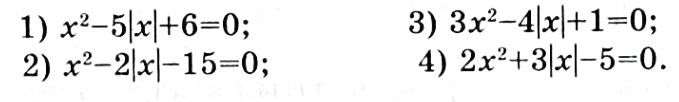 1) x²–5|x|+6=0; 3) 3x²–4|x|+1=0;
2) x²–2|x|–15=0; 4) 2x²+3|x|–5=0.